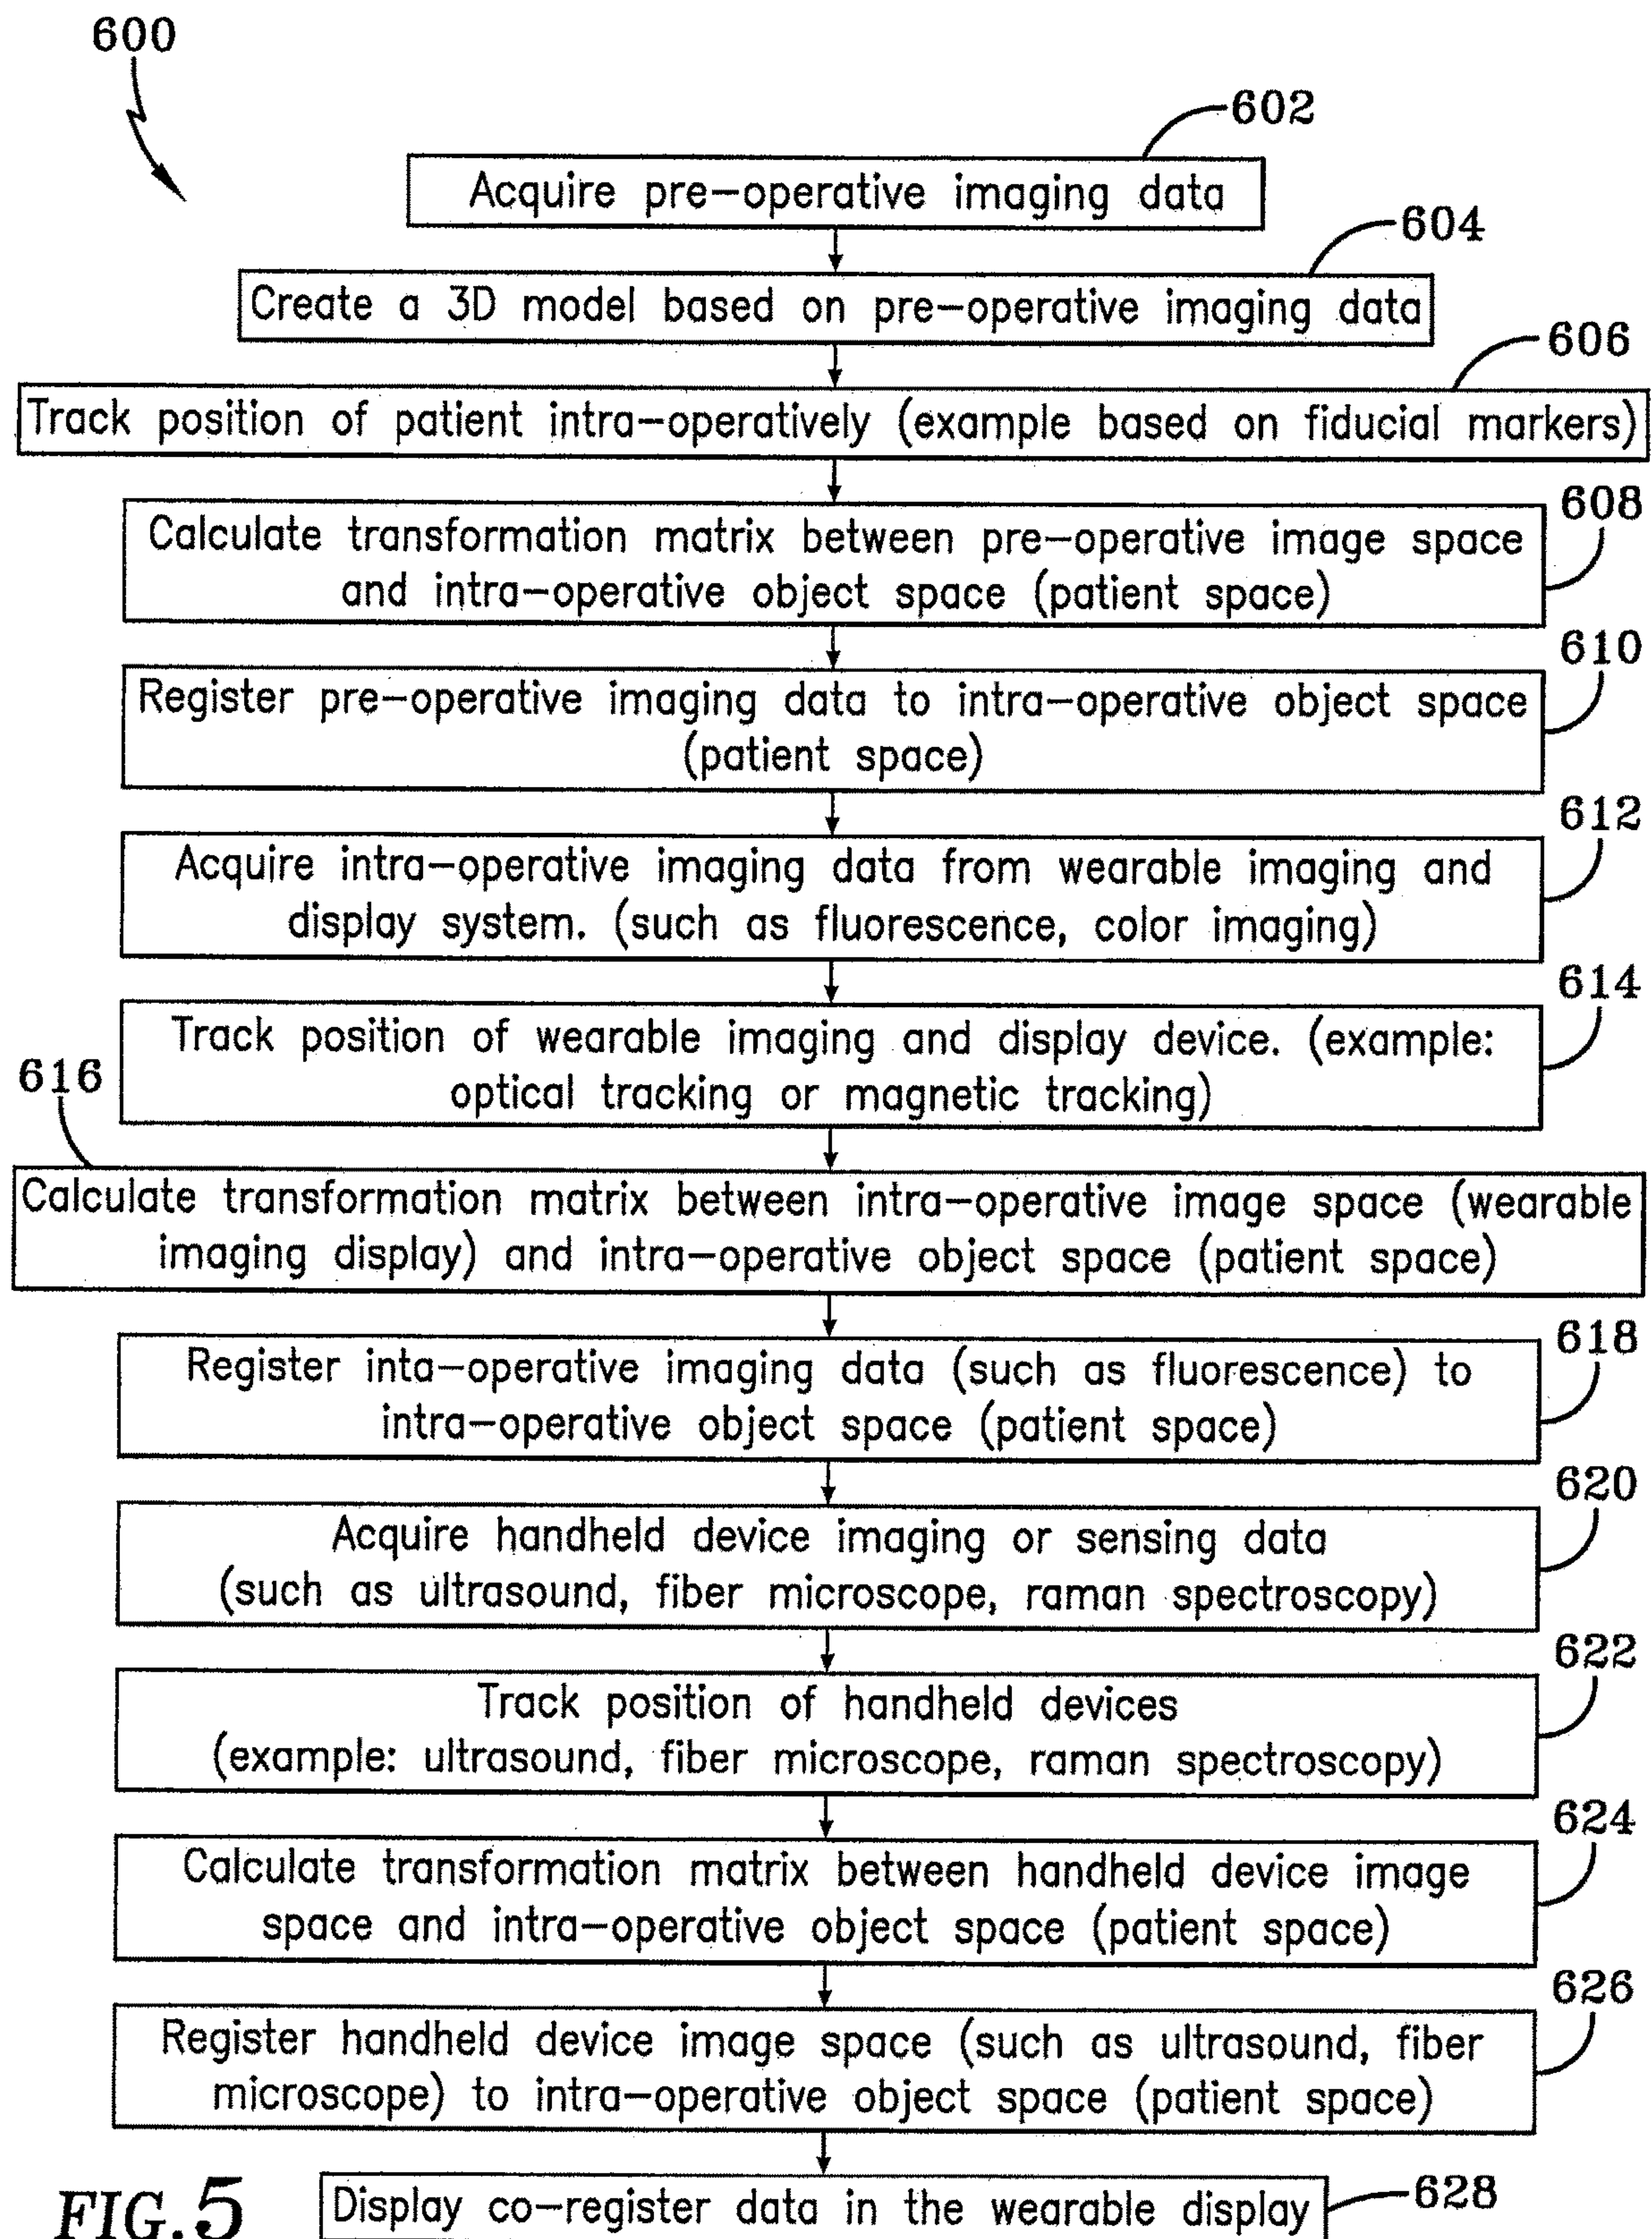 600
602
Acquire pre-operative imaging data
604
Create a 3D model based on pre-operative imaging data
606
Track position of patient intra-operatively (example based on fiducial markers)
608
Calculate transformation matrix between pre-operative image space
and intra-operative object space (patient space)
610
Register pre-operative imaging data to intra-operative object space
(patient space)
612
Acquire intra-operative imaging data from wearable imaging and
display system. (such as fluorescence, color imaging)
614
Track position of wearable imaging and display device. (example:
optical tracking or magnetic tracking)
616
Calculate transformation matrix between intra-operative image space (wearable
imaging display) and intra-operative object space (patient space)
618
Register inta-operative imaging data (such as fluorescence) to
intra-operative object space (patient space)
620
Acquire handheld device imaging or sensing data
(such as ultrasound, fiber microscope, raman spectroscopy)
622
Track position of handheld devices
(example: ultrasound, fiber microscope, raman spectroscopy)
624
Calculate transformation matrix between handheld device image
space and intra-operative object space (patient space)
626
Register handheld device image space (such as ultrasound, fiber
microscope) to intra-operative object space (patient space)
628
Display co-register data in the wearable display
FIG.5